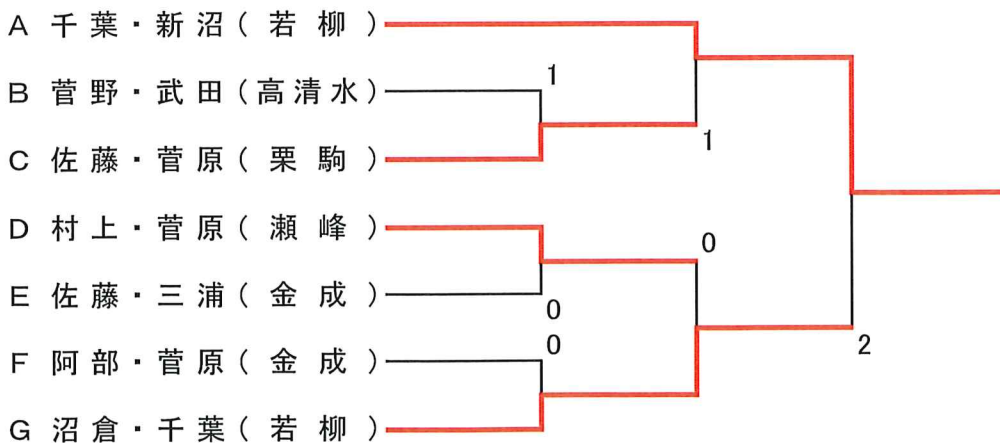 A 千葉・新沼(若柳)
1
B 菅野・武田(高清水)
1
C 佐藤・菅原(栗駒)
D 村上・菅原(瀬峰)
0
E 佐藤・三浦(金成)
0
0
2
F 阿部・菅原(金成)
G 沼倉・千葉(若柳)